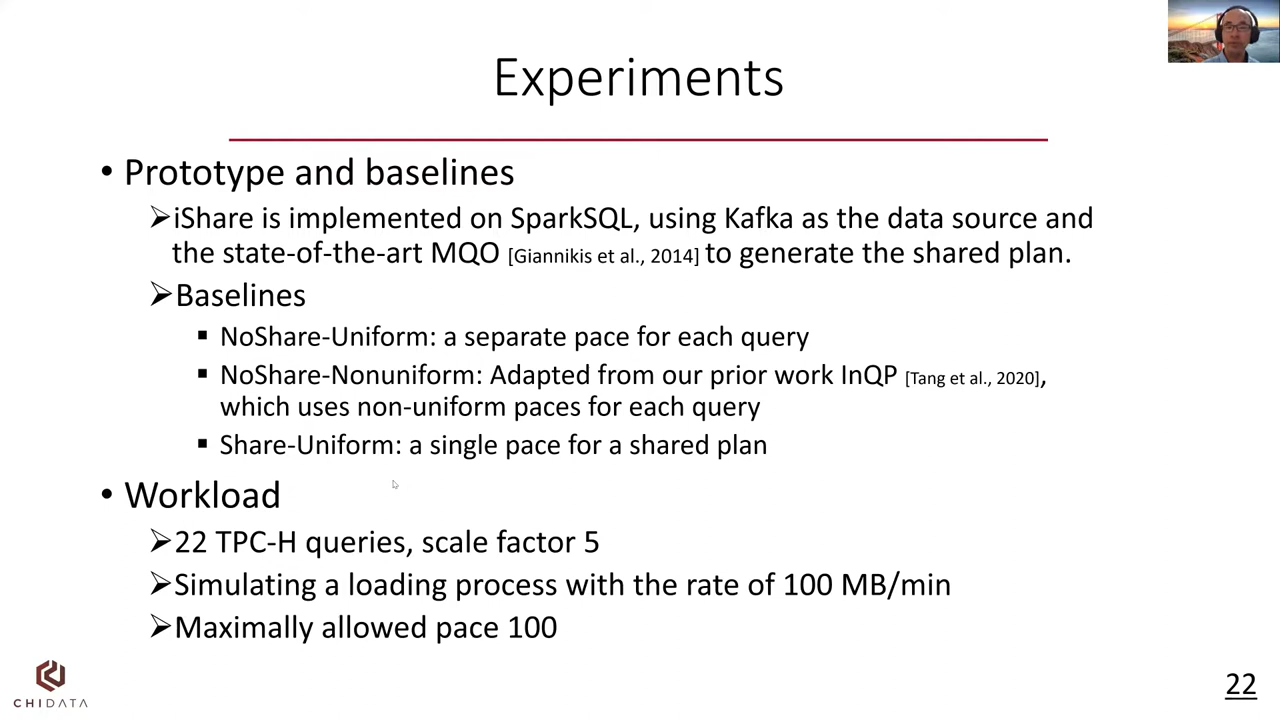 Experiments
• Prototype and baselines
➢iShare is implemented on SparkSQL, using Kafka as the data source and
the state-of-the-art MQO [Giannikis et al., 2014] to generate the shared plan.
➢Baselines
▪ NoShare-Uniform: a separate pace for each query
▪ NoShare-Nonuniform: Adapted from our prior work InQP [Tang et al., 2020],
which uses non-uniform paces for each query
▪ Share-Uniform: a single pace for a shared plan
• Workload
➢22 TPC-H queries, scale factor 5
➢Simulating a loading process with the rate of 100 MB/min
➢Maximally allowed pace 100
CHIDATA
22